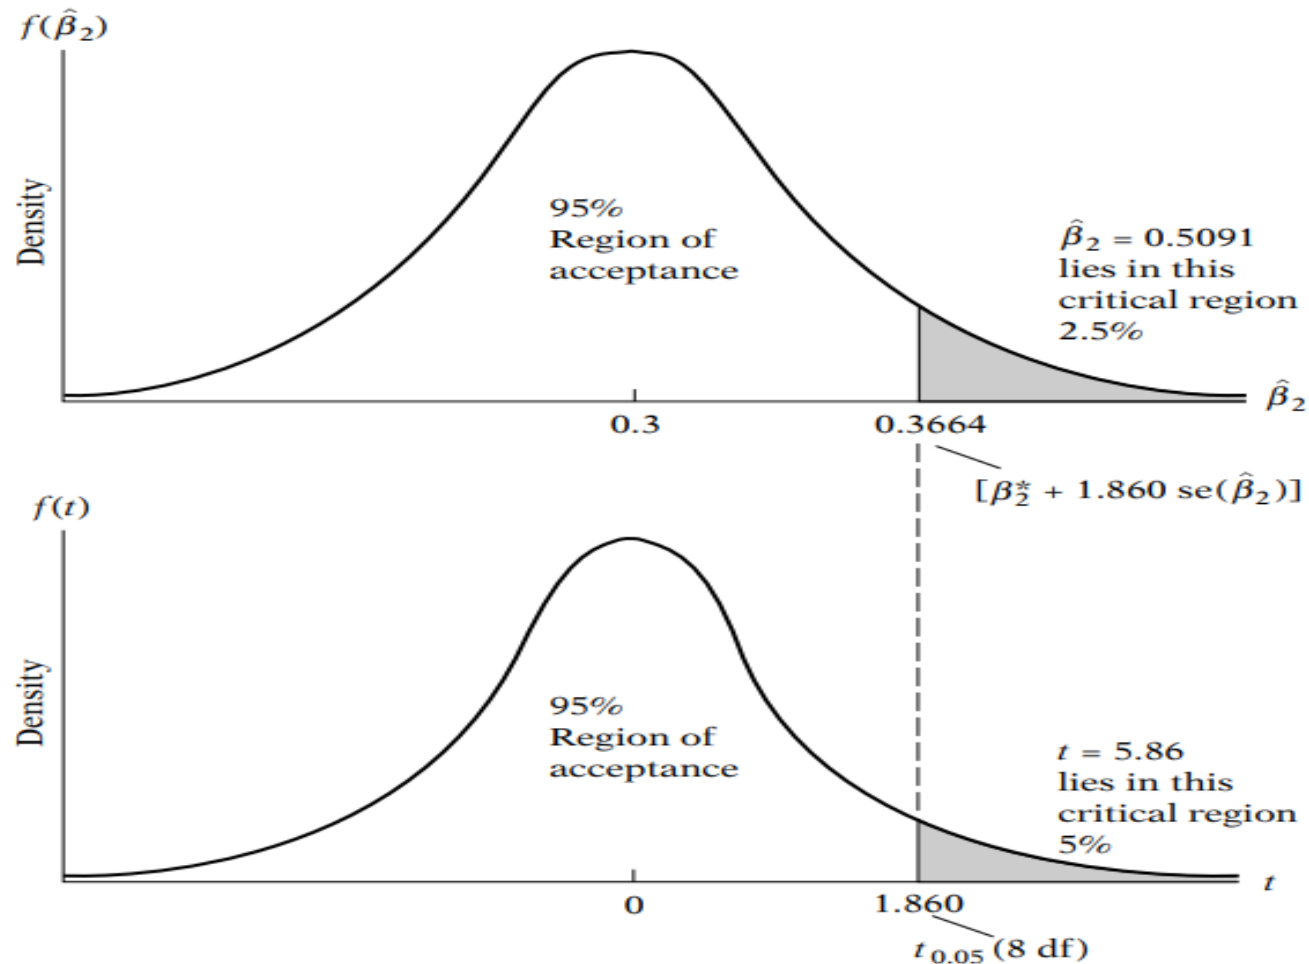 f(β̂₂)
Density
95%
Region of
acceptance
β̂₂ = 0.5091
lies in this
critical region
2.5%
β̂₂
0.3
0.3664
[β₂* + 1.860 se(β̂₂)]
f(t)
Density
95%
Region of
acceptance
t = 5.86
lies in this
critical region
5%
t
0
1.860
t₀.₀₅ (8 df)